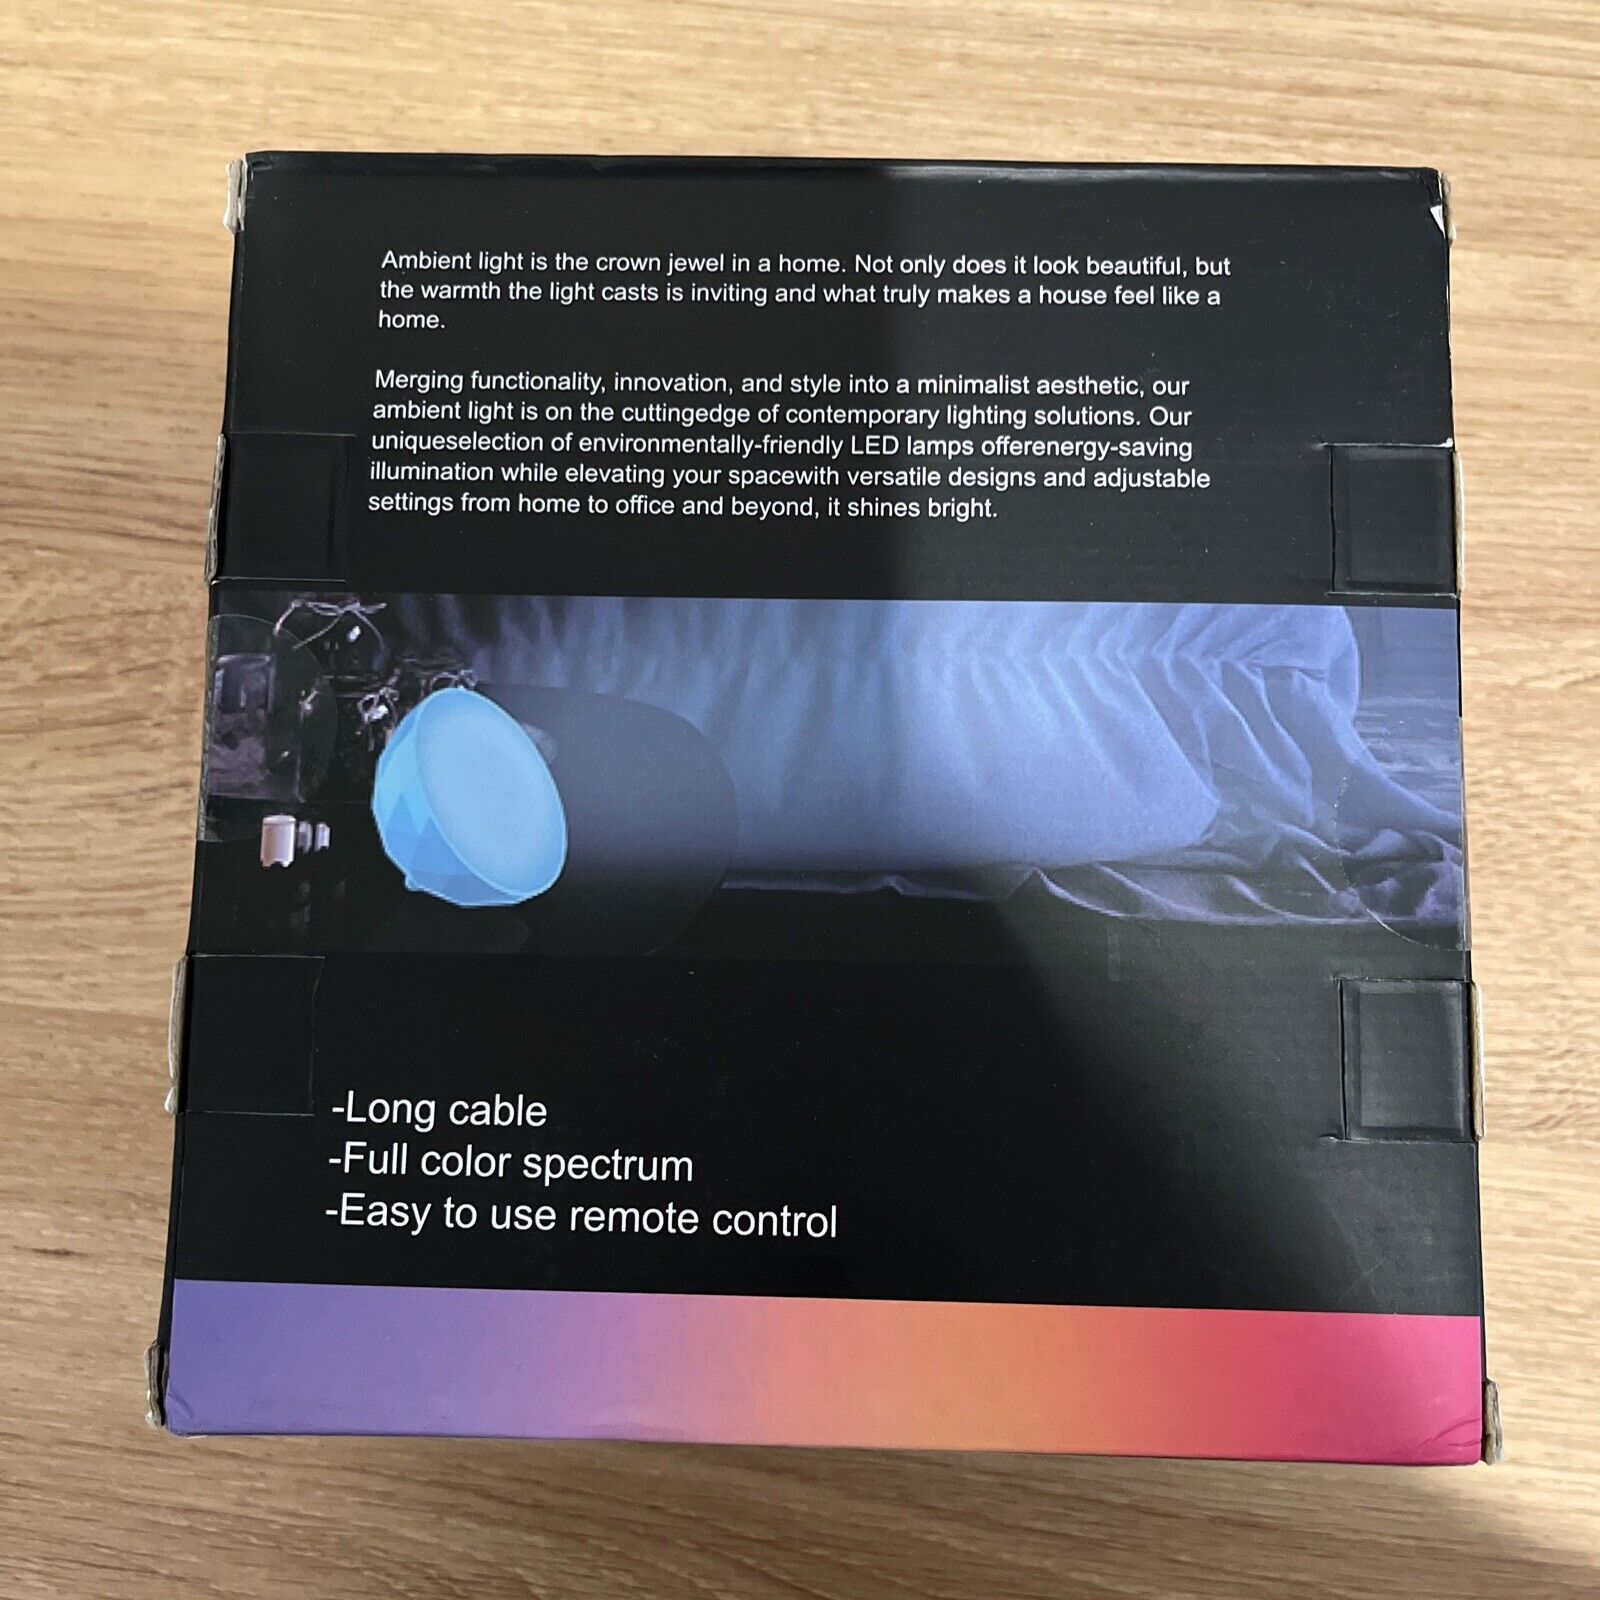 Ambient light is the crown jewel in a home. Not only does it look beautiful, but
the warmth the light casts is inviting and what truly makes a house feel like a
home.
Merging functionality, innovation, and style into a minimalist aesthetic, our
ambient light is on the cuttingedge of contemporary lighting solutions. Our
uniqueselection of environmentally-friendly LED lamps offerenergy-saving
illumination while elevating your spacewith versatile designs and adjustable
settings from home to office and beyond, it shines bright.
-Long cable
-Full color spectrum
-Easy to use remote control